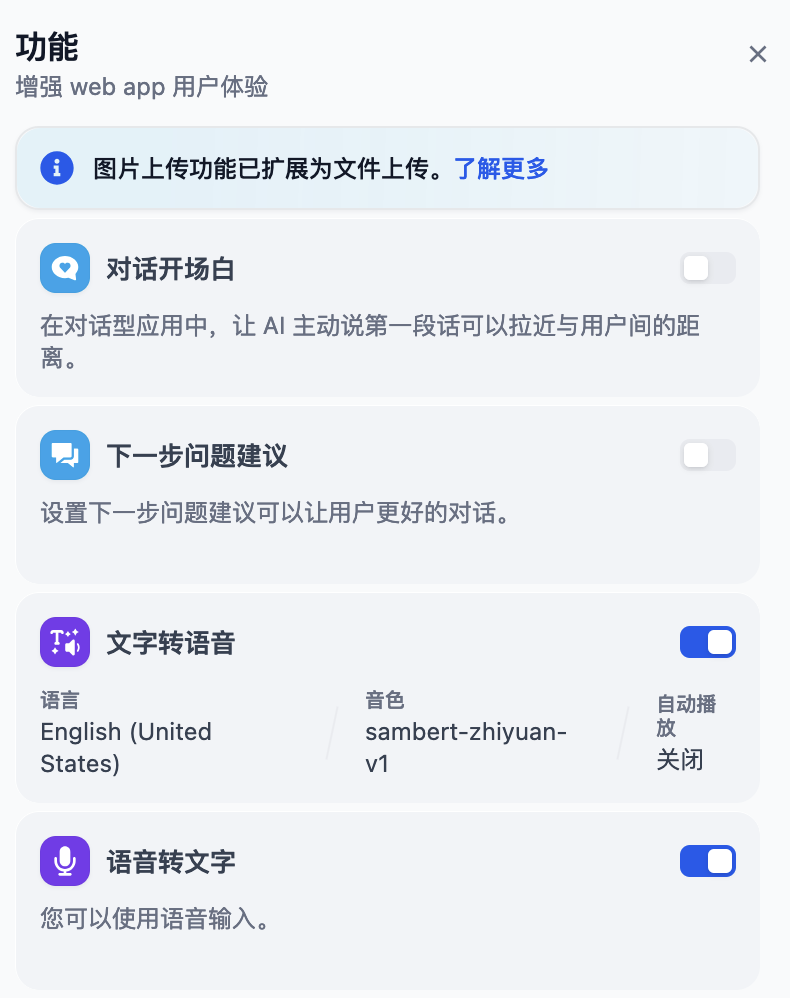 功能
增强 web app 用户体验
图片上传功能已扩展为文件上传。了解更多
对话开场白
在对话型应用中，让 AI 主动说第一段话可以拉近与用户间的距
离。
下一步问题建议
设置下一步问题建议可以让用户更好的对话。
文字转语音
语言
English (United
States)
音色
sambert-zhiyuan-
v1
自动播
放
关闭
语音转文字
您可以使用语音输入。